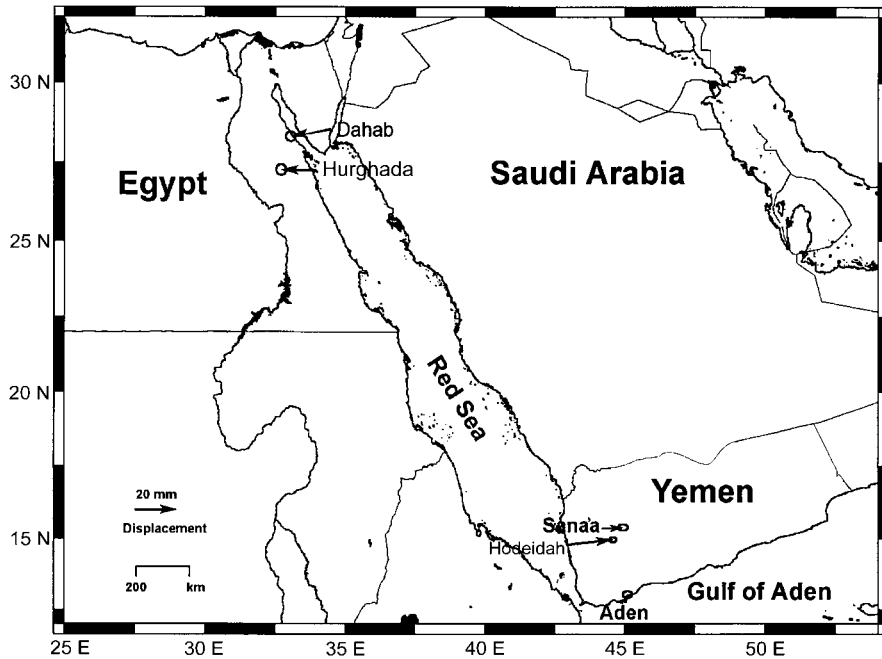 30 N
25 N
20 N
15 N
Dahab
Hurghada
Egypt
Saudi Arabia
Red Sea
20 mm
Displacement
200 km
Yemen
Sanaa
Hodeidah
Gulf of Aden
Aden
25 E
30 E
35 E
40 E
45 E
50 E